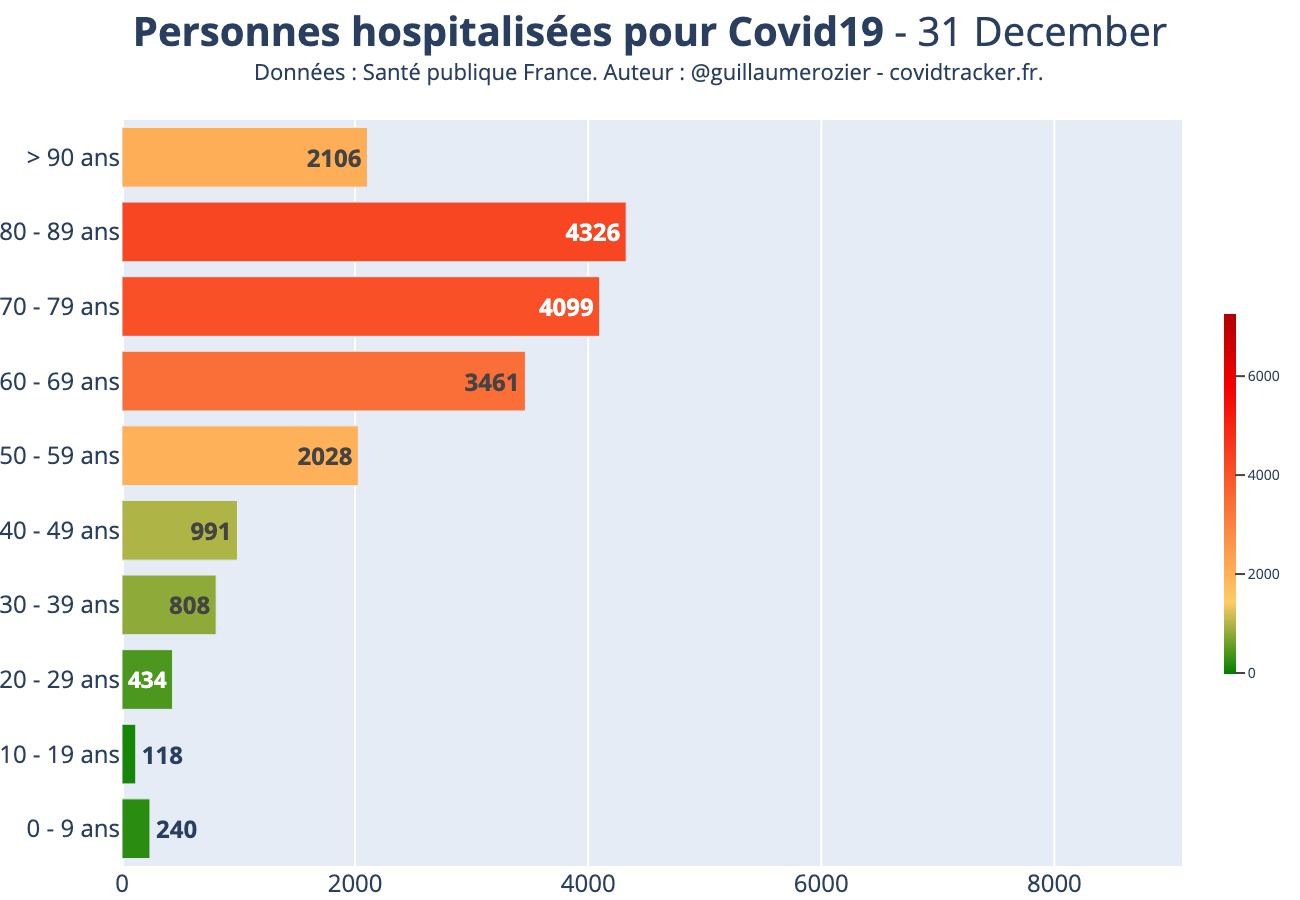 Personnes hospitalisées pour Covid19 - 31 December
Données : Santé publique France. Auteur : @guillaumerozier - covidtracker.fr.
> 90 ans 2106
80 - 89 ans 4326
70 - 79 ans 4099
60 - 69 ans 3461
50 - 59 ans 2028
40 - 49 ans 991
30 - 39 ans 808
20 - 29 ans 434
10 - 19 ans 118
0 - 9 ans 240
0 2000 4000 6000 8000
6000
4000
2000
0